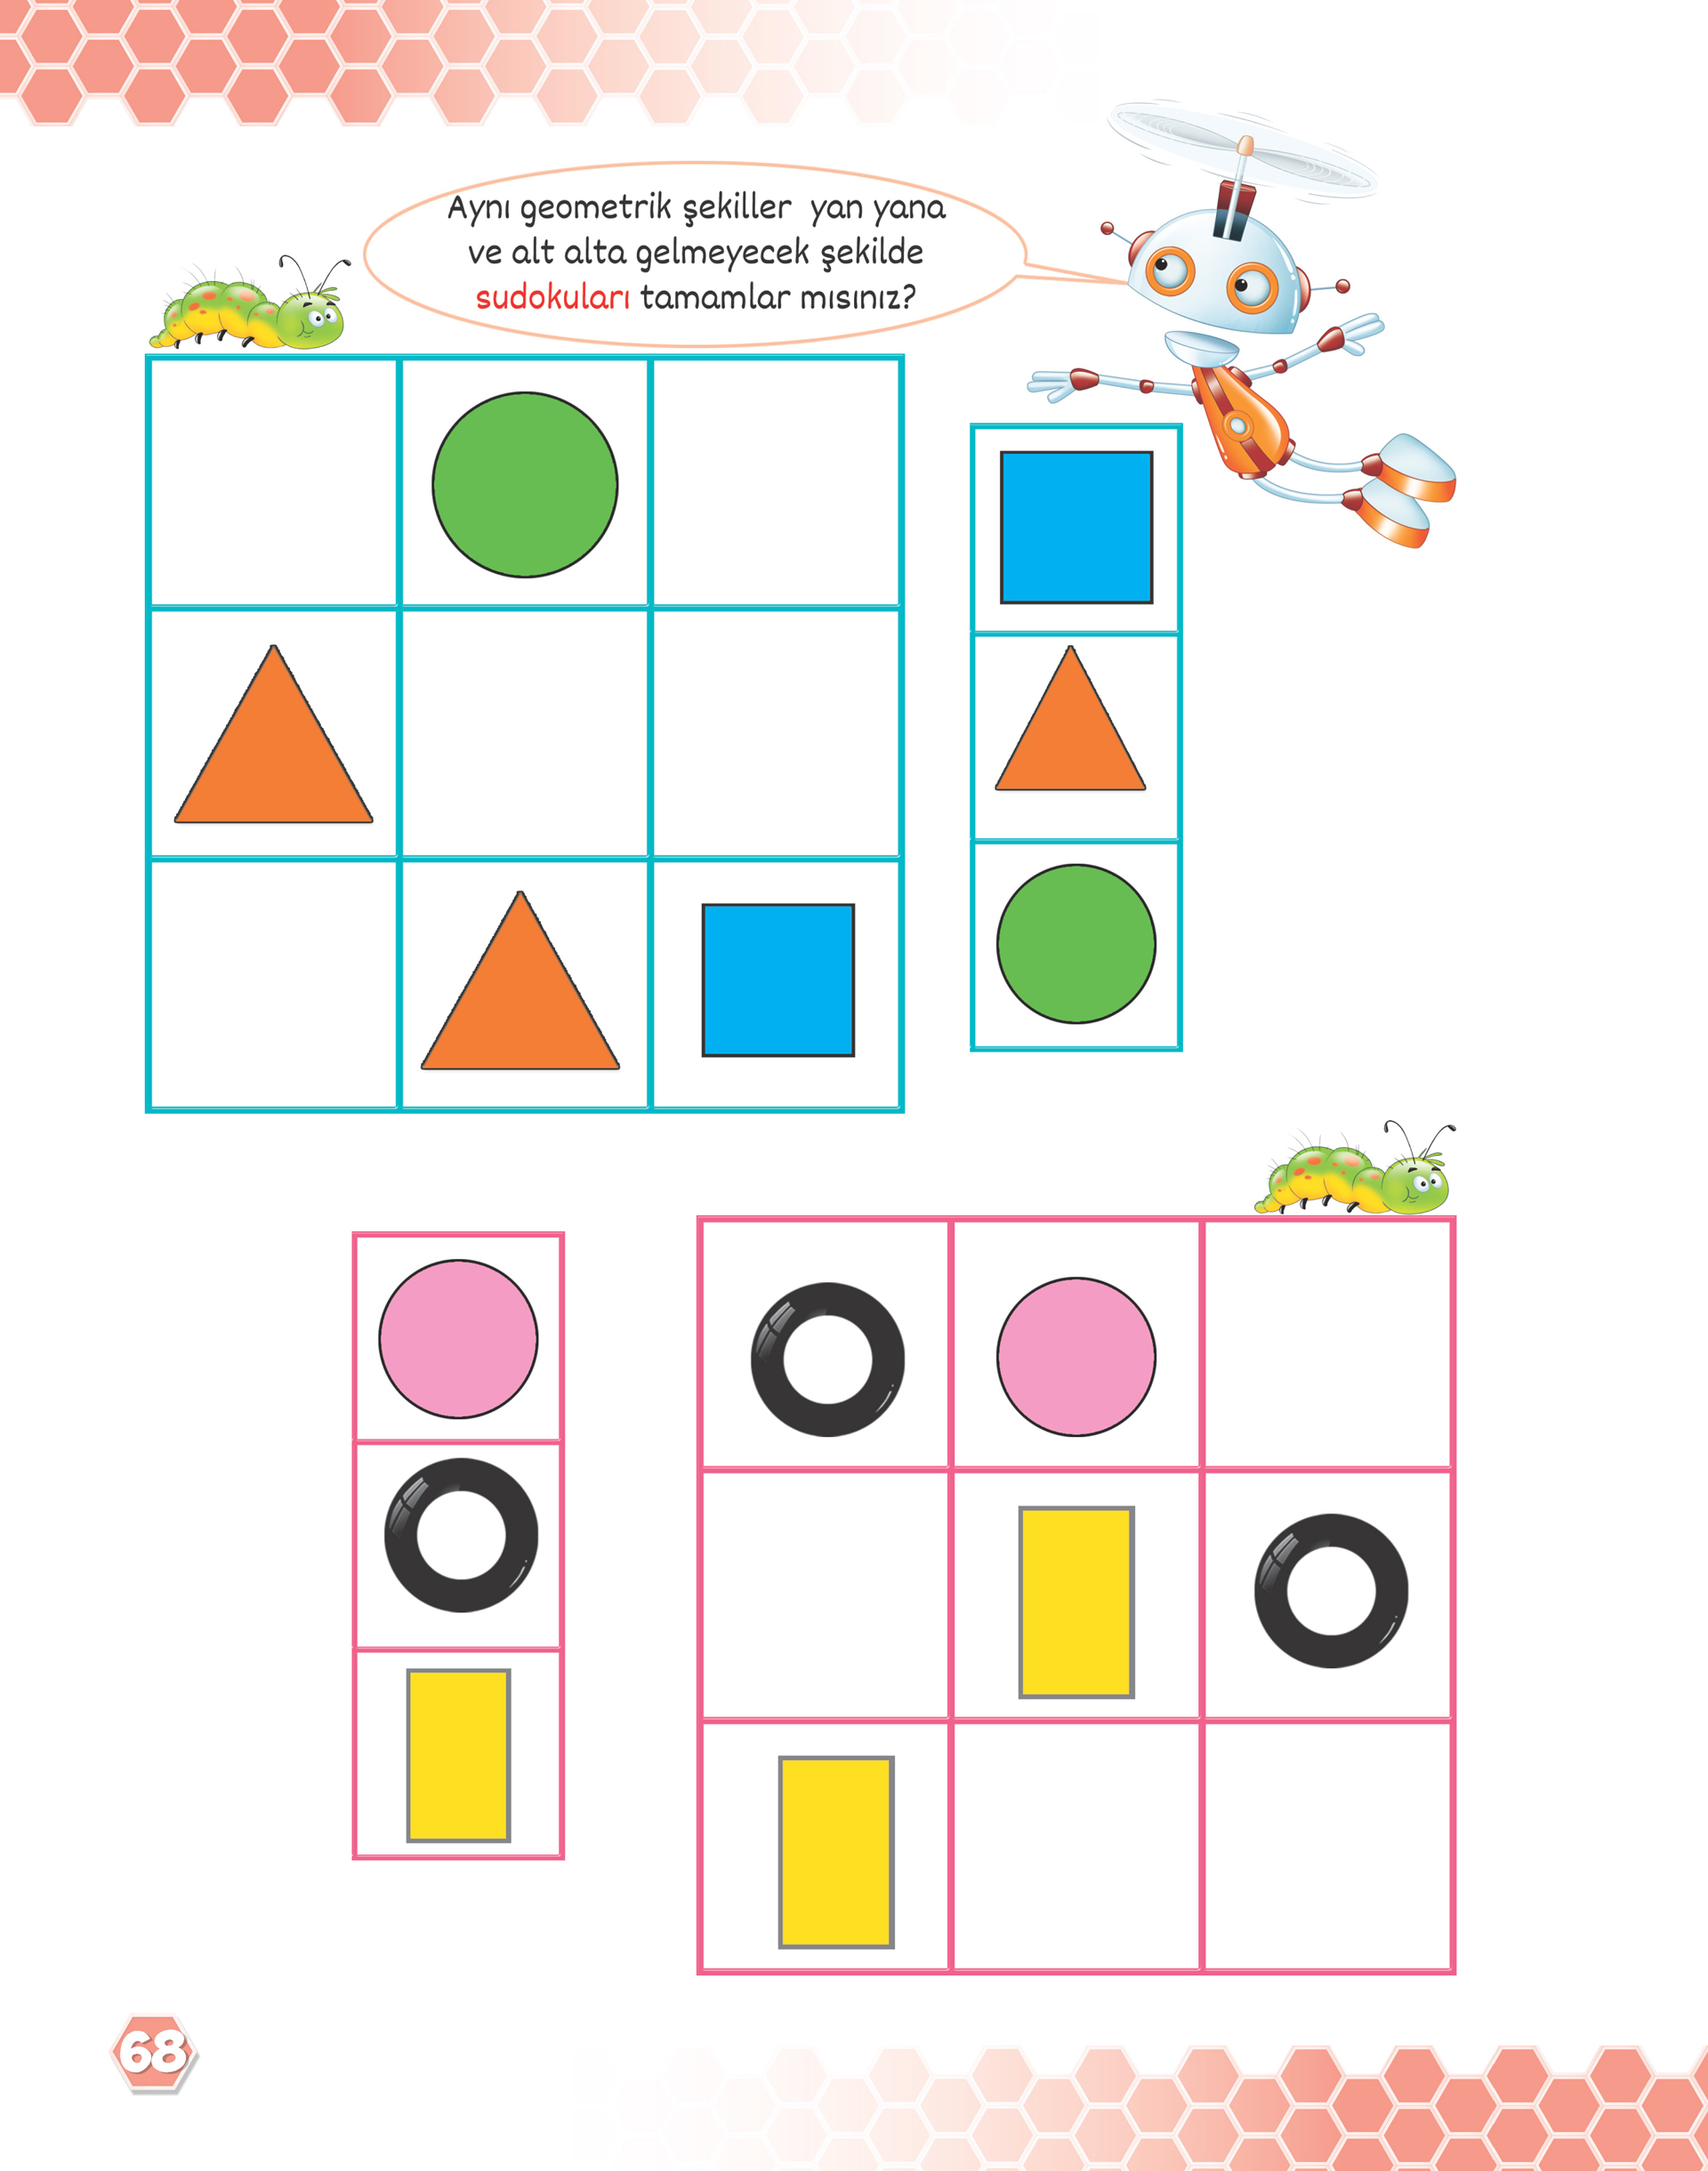 Aynı geometrik şekiller yan yana
ve alt alta gelmeyecek şekilde
sudokuları tamamlar mısınız?
68